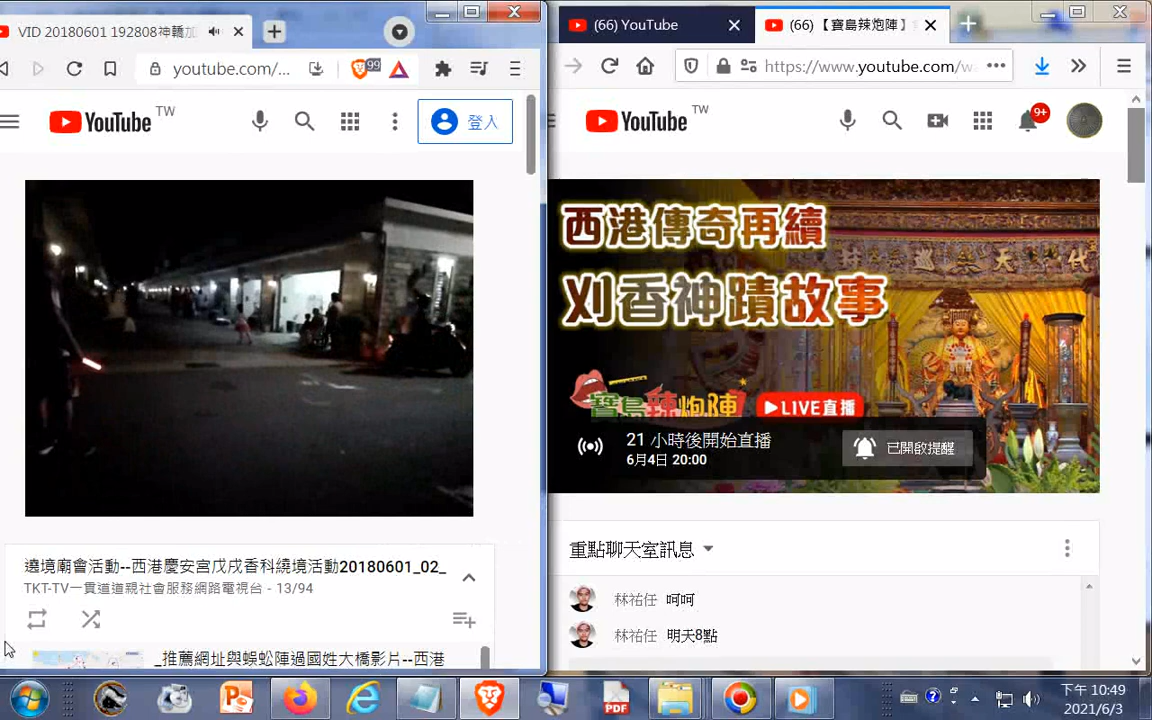 VID 20180601 192808神轎加
youtube.com/...
99
YouTube TW
登入
遶境廟會活動--西港慶安宮戊戌香科繞境活動20180601_02_
TKT-TV一貫道道親社會服務網路電視台 - 13/94
_推薦網址與蜈蚣陣過國姓大橋影片--西港
(66) YouTube
(66) 【寶島辣炮陣】
https://www.youtube.com/wa
YouTube TW
9+
西港傳奇再續
刈香神蹟故事
寶島辣炮陣
LIVE直播
21 小時後開始直播
6月4日 20:00
已開啟提醒
重點聊天室訊息
林祐任 呵呵
林祐任 明天8點
PDF
下午 10:49
2021/6/3